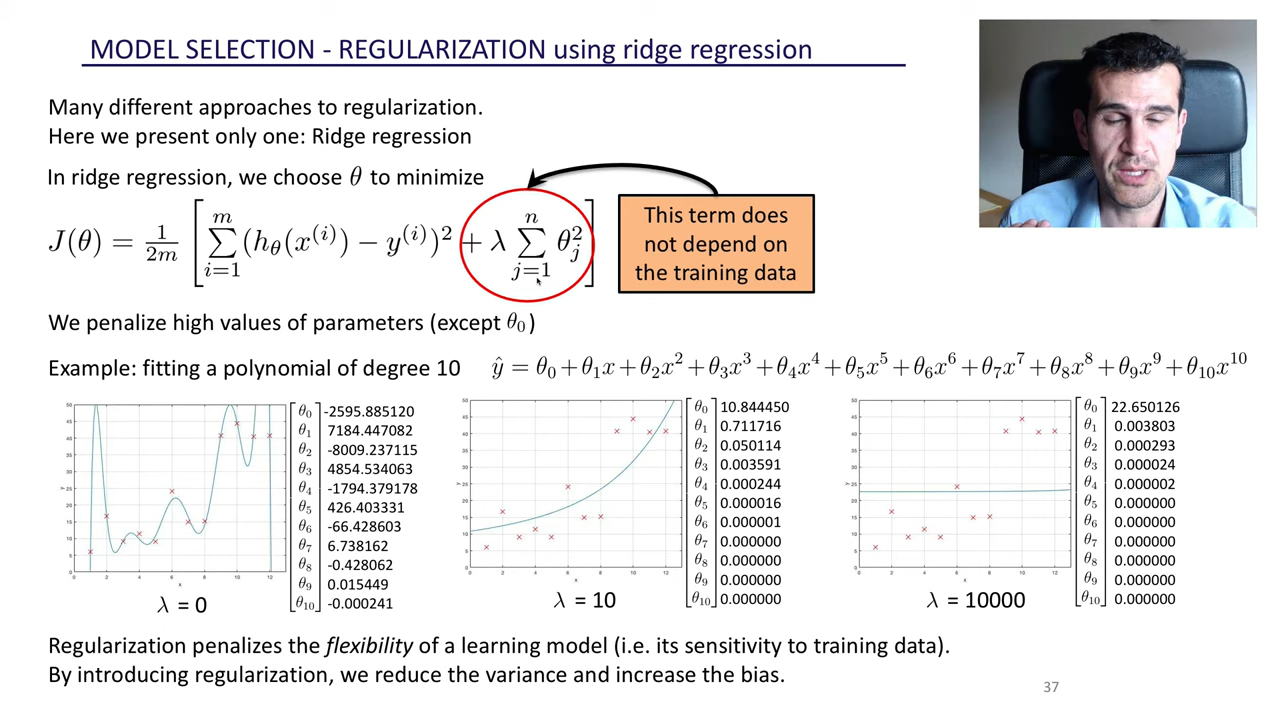 MODEL SELECTION - REGULARIZATION using ridge regression
Many different approaches to regularization.
Here we present only one: Ridge regression
In ridge regression, we choose θ to minimize
J(θ) = 1/2m [ m∑i=1 (hθ(x⁽ⁱ⁾) − y⁽ⁱ⁾)² + λ n∑j=1 θj² ]
This term does
not depend on
the training data
We penalize high values of parameters (except θ₀)
Example: fitting a polynomial of degree 10
ŷ = θ₀ + θ₁x + θ₂x² + θ₃x³ + θ₄x⁴ + θ₅x⁵ + θ₆x⁶ + θ₇x⁷ + θ₈x⁸ + θ₉x⁹ + θ₁₀x¹⁰
θ₀ -2595.885120
θ₁ 7184.447082
θ₂ -8009.237115
θ₃ 4854.534063
θ₄ -1794.379178
θ₅ 426.403331
θ₆ -66.428603
θ₇ 6.738162
θ₈ -0.428062
θ₉ 0.015449
θ₁₀ -0.000241
λ = 0
θ₀ 10.844450
θ₁ 0.711716
θ₂ 0.050114
θ₃ 0.003591
θ₄ 0.000244
θ₅ 0.000016
θ₆ 0.000001
θ₇ 0.000000
θ₈ 0.000000
θ₉ 0.000000
θ₁₀ 0.000000
λ = 10
θ₀ 22.650126
θ₁ 0.003803
θ₂ 0.000293
θ₃ 0.000024
θ₄ 0.000002
θ₅ 0.000000
θ₆ 0.000000
θ₇ 0.000000
θ₈ 0.000000
θ₉ 0.000000
θ₁₀ 0.000000
λ = 10000
Regularization penalizes the flexibility of a learning model (i.e. its sensitivity to training data).
By introducing regularization, we reduce the variance and increase the bias.
37